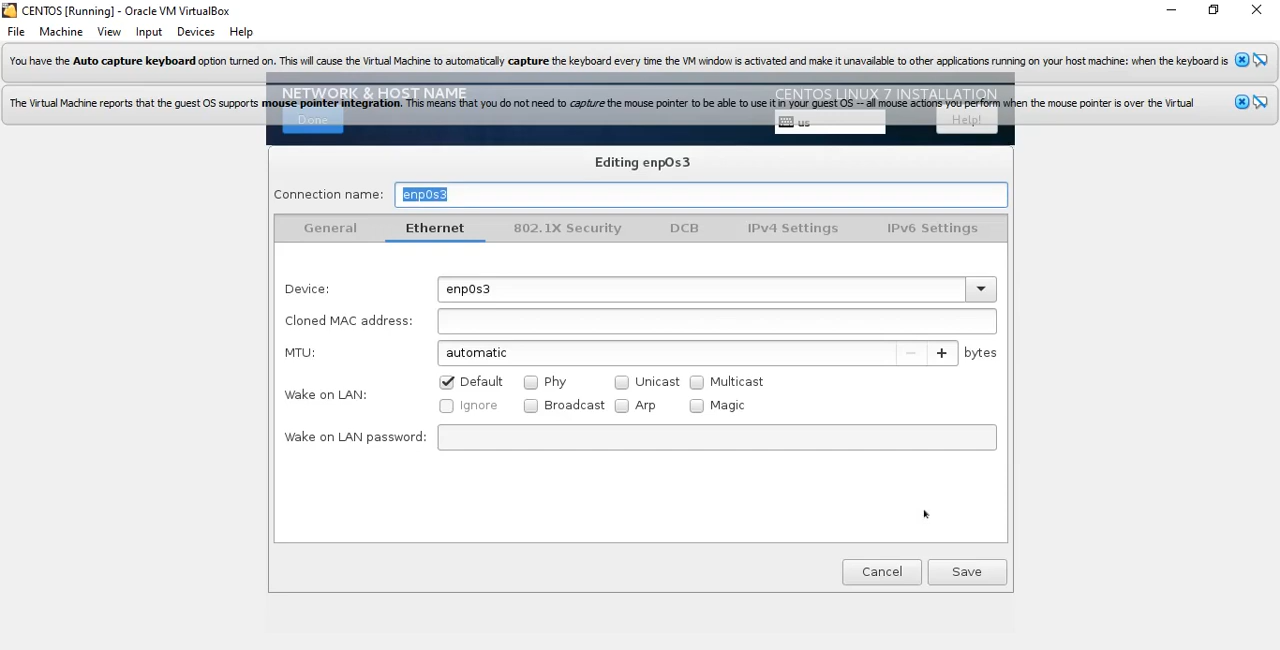 CENTOS [Running] - Oracle VM VirtualBox
File Machine View Input Devices Help
You have the Auto capture keyboard option turned on. This will cause the Virtual Machine to automatically capture the keyboard every time the VM window is activated and make it unavailable to other applications running on your host machine: when the keyboard is
NETWORK & HOST NAME
CENTOS LINUX 7 INSTALLATION
The Virtual Machine reports that the guest OS supports mouse pointer integration. This means that you do not need to capture the mouse pointer to be able to use it in your guest OS -- all mouse actions you perform when the mouse pointer is over the Virtual
Done
us
Help!
Editing enp0s3
Connection name: enp0s3
General Ethernet 802.1X Security DCB IPv4 Settings IPv6 Settings
Device: enp0s3
Cloned MAC address:
MTU: automatic bytes
Wake on LAN:
Default Phy Unicast Multicast
Ignore Broadcast Arp Magic
Wake on LAN password:
Cancel Save